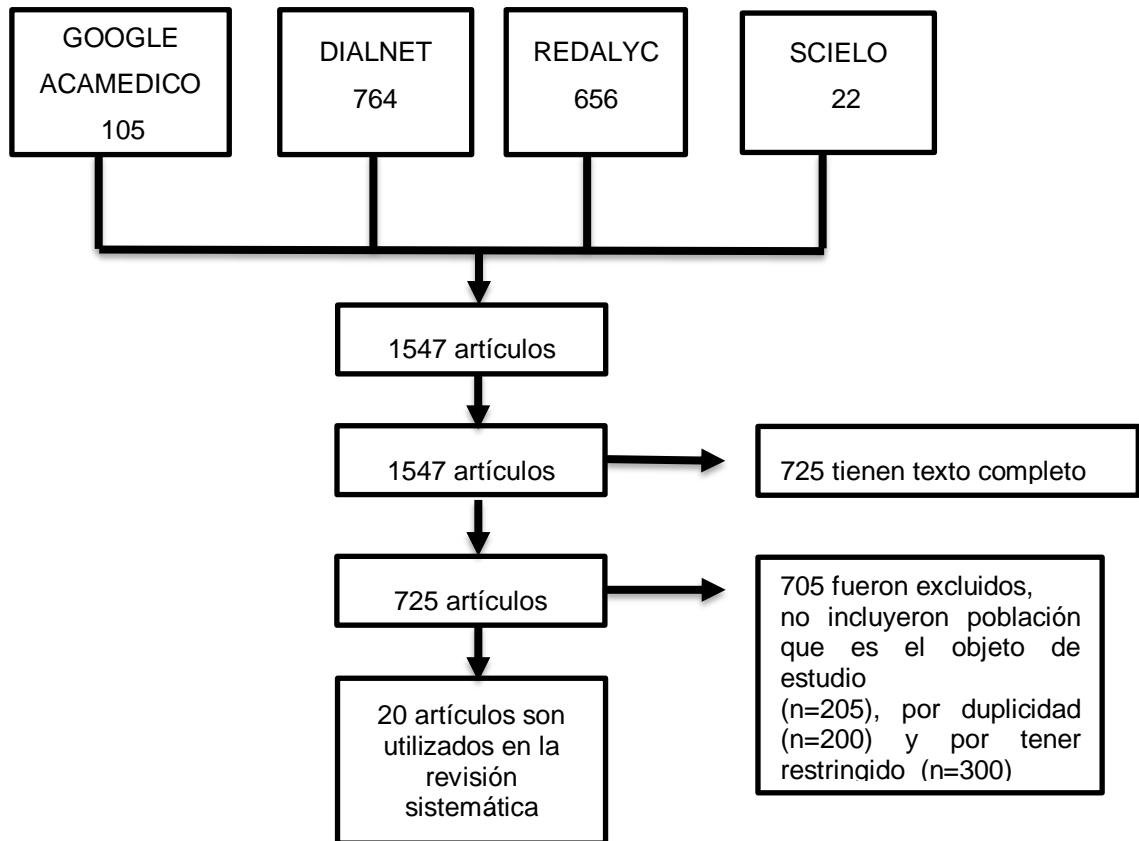 GOOGLE
ACAMEDICO
105
DIALNET
764
REDALYC
656
SCIELO
22
1547 artículos
1547 artículos
725 tienen texto completo
725 artículos
705 fueron excluidos,
no incluyeron población
que es el objeto de
estudio
(n=205), por duplicidad
(n=200) y por tener
restringido (n=300)
20 artículos son
utilizados en la
revisión
sistemática